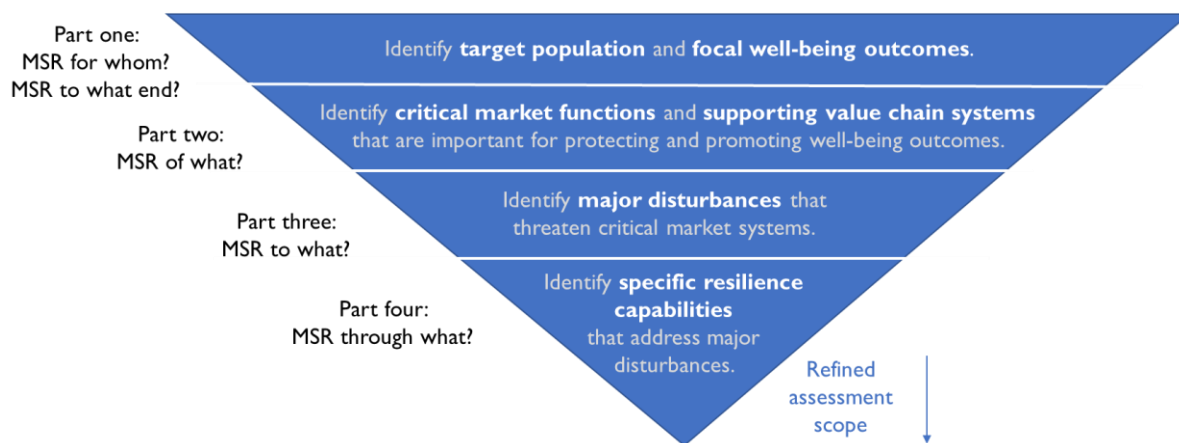 Part one:
MSR for whom?
MSR to what end?
Identify target population and focal well-being outcomes.
Part two:
MSR of what?
Identify critical market functions and supporting value chain systems
that are important for protecting and promoting well-being outcomes.
Part three:
MSR to what?
Identify major disturbances that
threaten critical market systems.
Part four:
MSR through what?
Identify specific resilience
capabilities
that address major
disturbances.
Refined
assessment
scope